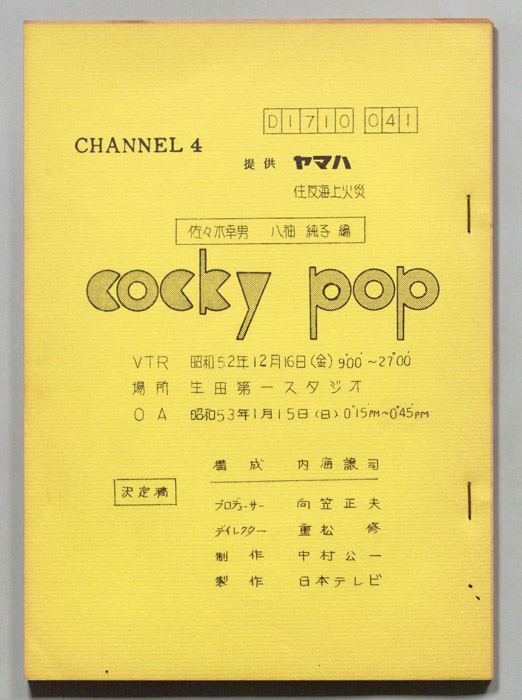 D1710 041
CHANNEL 4
提供 ヤマハ
住友海上火災
佐々木幸男 八神純子編
cocky pop
VTR 昭和52年12月16日(金) 9°00′~27°00′
場所 生田第一スタジオ
OA 昭和53年1月15日(日) 0°15′PM~0°45′PM
構成 内海譲司
決定稿
プロデューサー 向笠正夫
ディレクター 重松修
制作 中村公一
製作 日本テレビ